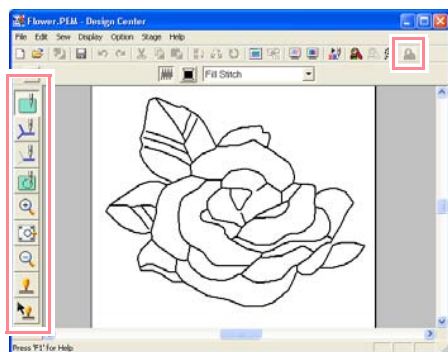 Flower.PEM - Design Center
File Edit Sew Display Option Stage Help
Fill Stitch
Press 'F1' for Help